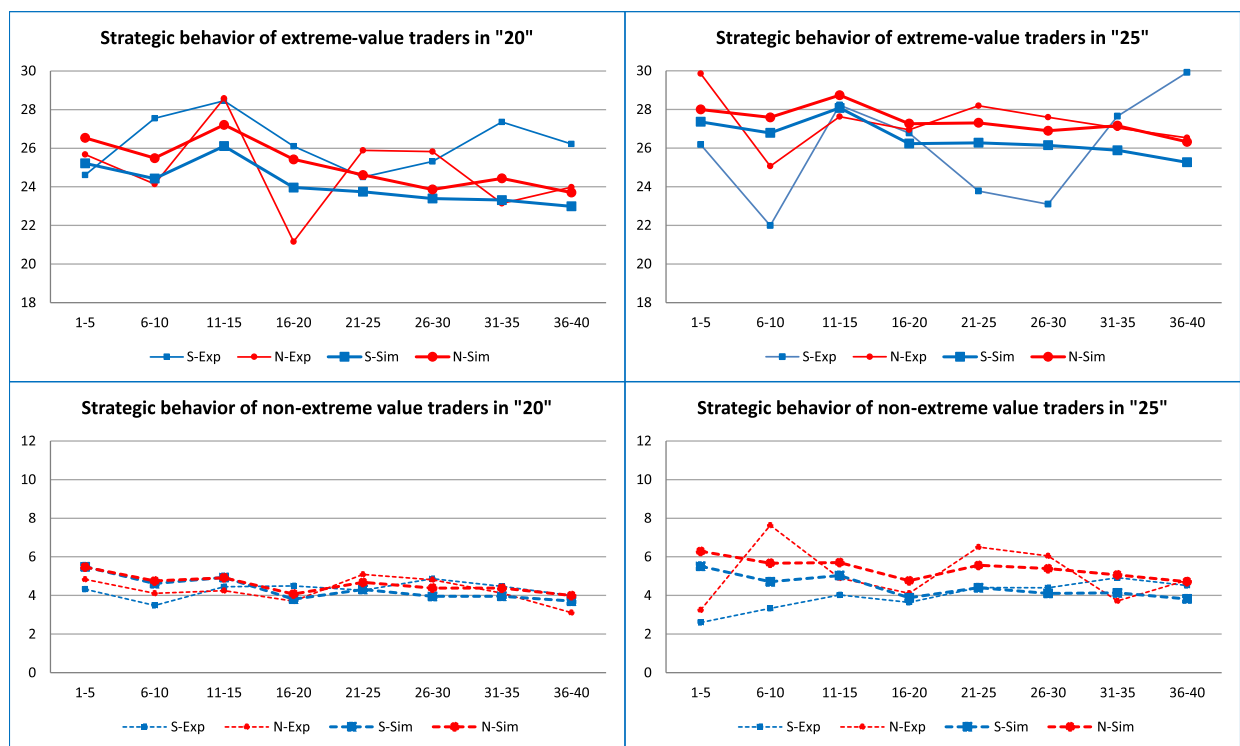 Strategic behavior of extreme-value traders in "20"
30
28
26
24
22
20
18
1-5 6-10 11-15 16-20 21-25 26-30 31-35 36-40
S-Exp N-Exp S-Sim N-Sim
Strategic behavior of extreme-value traders in "25"
30
28
26
24
22
20
18
1-5 6-10 11-15 16-20 21-25 26-30 31-35 36-40
S-Exp N-Exp S-Sim N-Sim
Strategic behavior of non-extreme value traders in "20"
12
10
8
6
4
2
0
1-5 6-10 11-15 16-20 21-25 26-30 31-35 36-40
S-Exp N-Exp S-Sim N-Sim
Strategic behavior of non-extreme value traders in "25"
12
10
8
6
4
2
0
1-5 6-10 11-15 16-20 21-25 26-30 31-35 36-40
S-Exp N-Exp S-Sim N-Sim